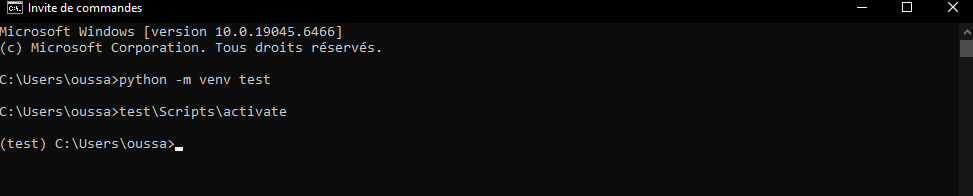 Invite de commandes
Microsoft Windows [version 10.0.19045.6466]
(c) Microsoft Corporation. Tous droits réservés.
C:\Users\oussa>python -m venv test
C:\Users\oussa>test\Scripts\activate
(test) C:\Users\oussa>